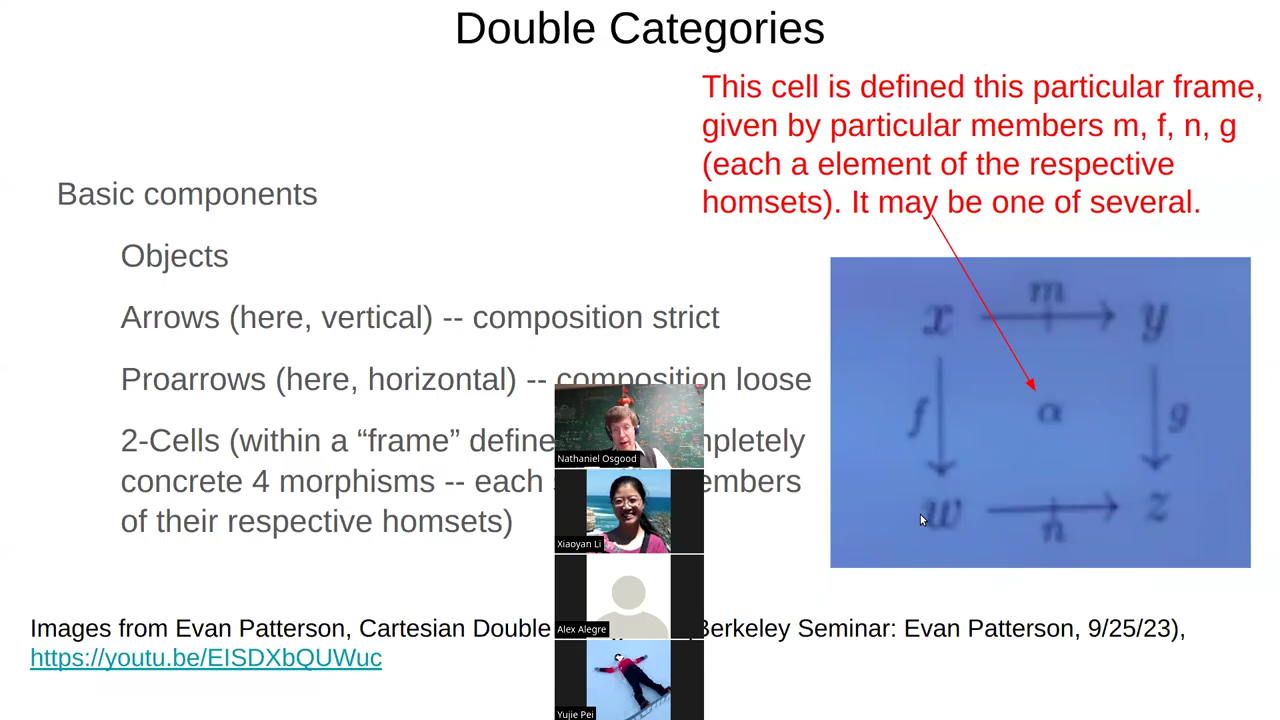 Double Categories
This cell is defined this particular frame,
given by particular members m, f, n, g
(each a element of the respective
homsets). It may be one of several.
Basic components
Objects
Arrows (here, vertical) -- composition strict
Proarrows (here, horizontal) -- composition loose
2-Cells (within a “frame” define mpletely
concrete 4 morphisms -- each embers
of their respective homsets)
x m y
f α g
w n z
Nathaniel Osgood
Xiaoyan Li
Alex Alegre
Yujie Pei
Images from Evan Patterson, Cartesian Double Berkeley Seminar: Evan Patterson, 9/25/23),
https://youtu.be/EISDXbQUWuc